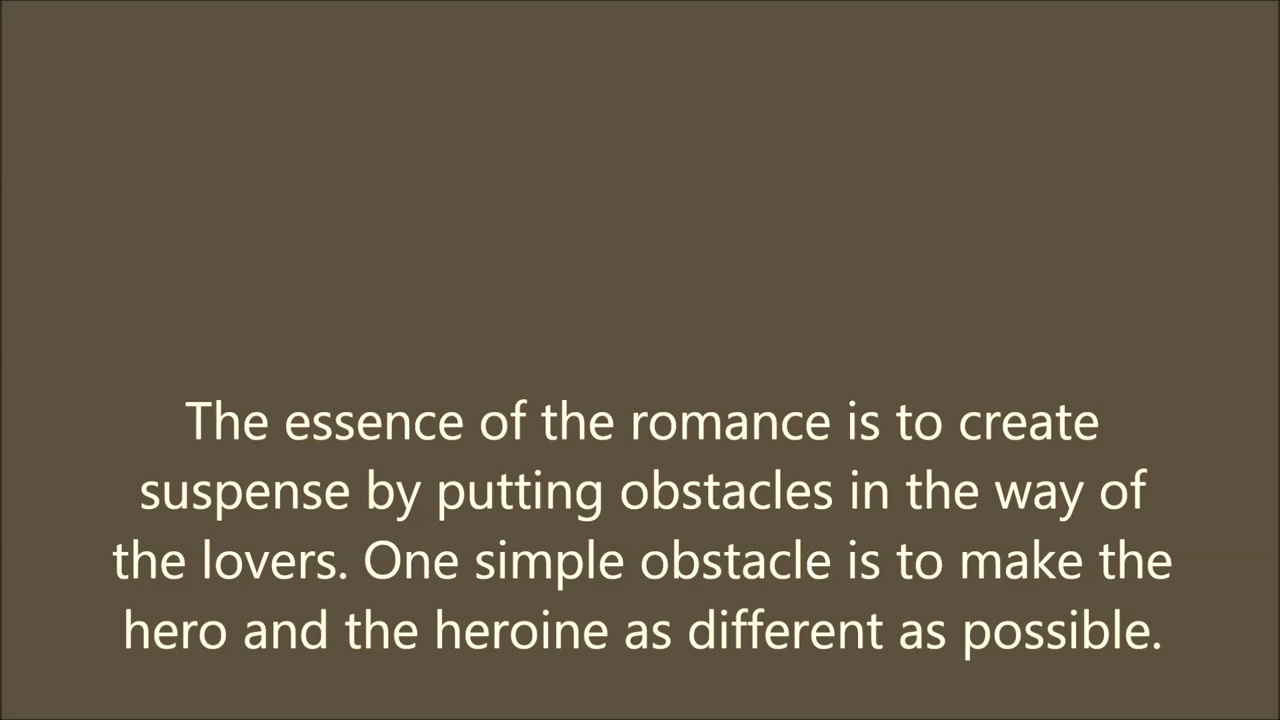 The essence of the romance is to create
suspense by putting obstacles in the way of
the lovers. One simple obstacle is to make the
hero and the heroine as different as possible.